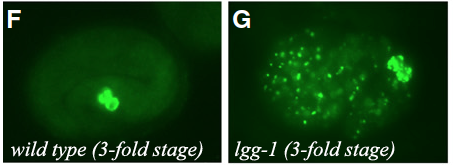 F
wild type (3-fold stage)
G
lgg-1 (3-fold stage)